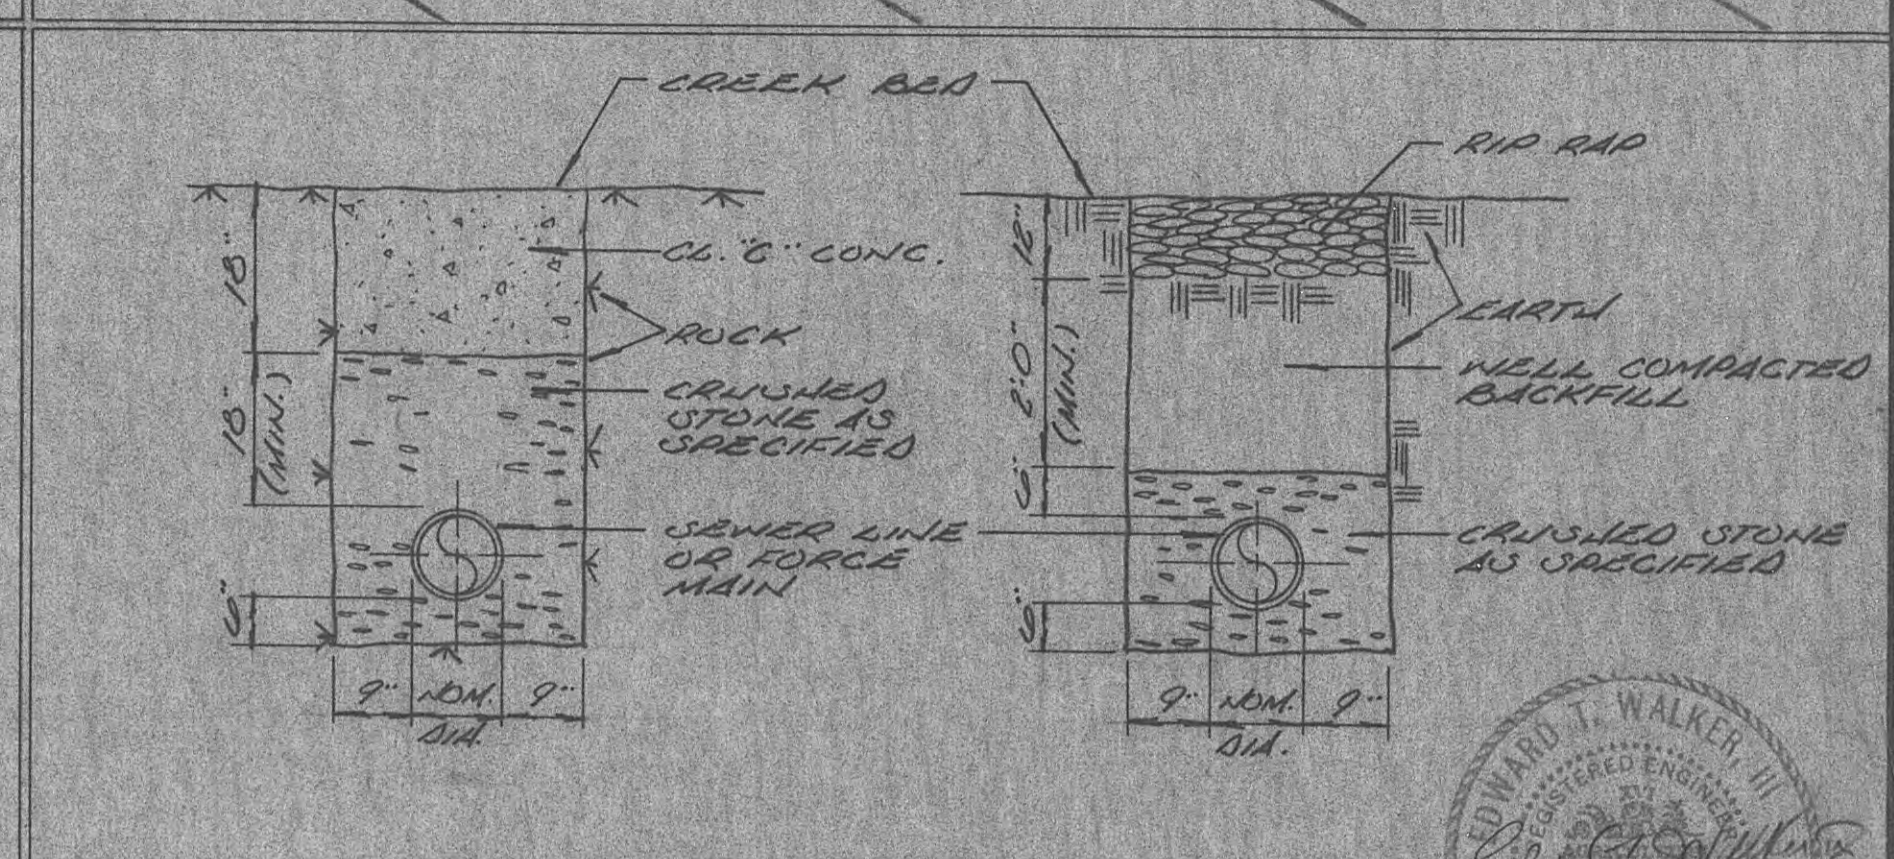 CREEK BED
18"
CL. "C" CONC.
ROCK
18"
(MIN.)
CRUSHED
STONE AS
SPECIFIED
SEWER LINE
OR FORCE
MAIN
6"
9" NOM. 9"
DIA.
RIP RAP
12"
EARTH
2'-0"
(MIN.)
WELL COMPACTED
BACKFILL
6"
CRUSHED STONE
AS SPECIFIED
6"
9" NOM. 9"
DIA.
EDWARD T. WALKER, III
REGISTERED ENGINEER